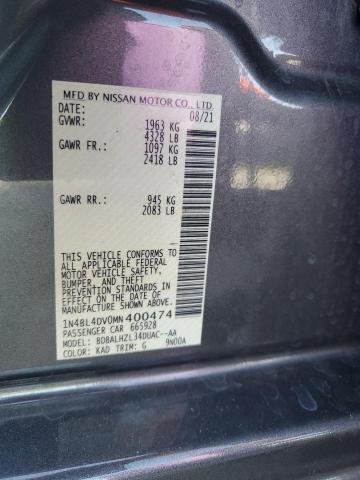 MFD BY NISSAN MOTOR CO., LTD.
DATE: 08/21
GVWR: 1963 KG
4328 LB
GAWR FR.: 1097 KG
2418 LB
GAWR RR.: 945 KG
2083 LB
THIS VEHICLE CONFORMS TO
ALL APPLICABLE FEDERAL
MOTOR VEHICLE SAFETY,
BUMPER, AND THEFT
PREVENTION STANDARDS IN
EFFECT ON THE DATE OF
MANUFACTURE SHOWN ABOVE.
1N4BL4DV0MN400474
PASSENGER CAR 665928
MODEL: BDBALHZL34DUAC--AA
COLOR: KAD TRIM: G 9N00A